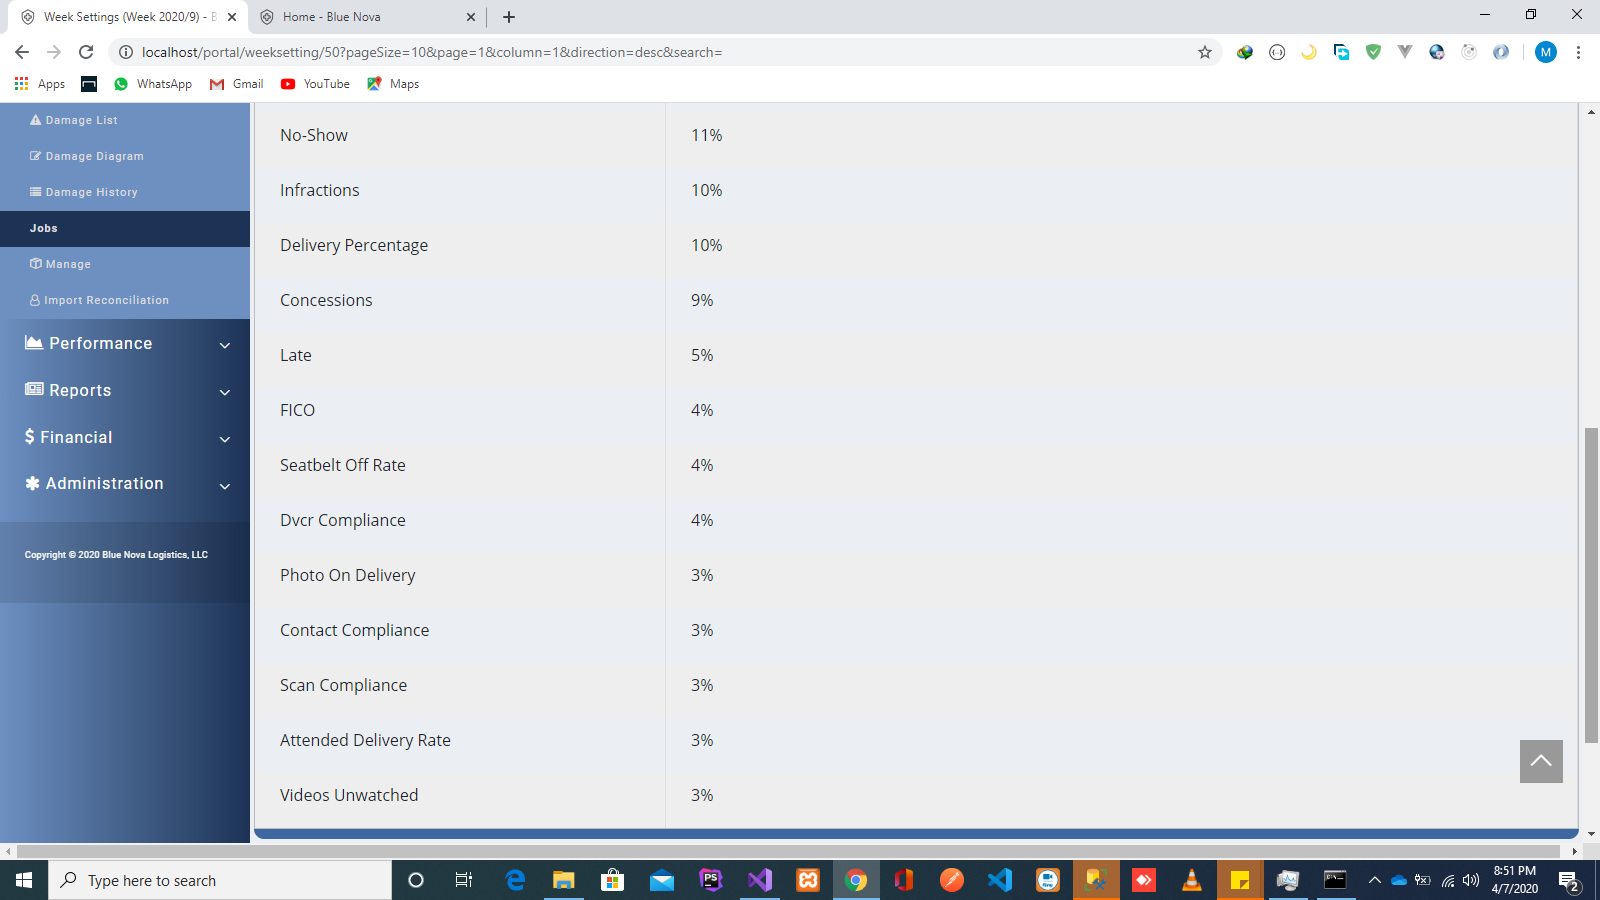 Week Settings (Week 2020/9) - B
Home - Blue Nova
localhost/portal/weeksetting/50?pageSize=10&page=1&column=1&direction=desc&search=
M
Apps
WhatsApp
Gmail
YouTube
Maps
Damage List
Damage Diagram
Damage History
Jobs
Manage
Import Reconciliation
Performance
Reports
$ Financial
Administration
Copyright © 2020 Blue Nova Logistics, LLC
No-Show 11%
Infractions 10%
Delivery Percentage 10%
Concessions 9%
Late 5%
FICO 4%
Seatbelt Off Rate 4%
Dvcr Compliance 4%
Photo On Delivery 3%
Contact Compliance 3%
Scan Compliance 3%
Attended Delivery Rate 3%
Videos Unwatched 3%
Type here to search
PS
8:51 PM
4/7/2020
2